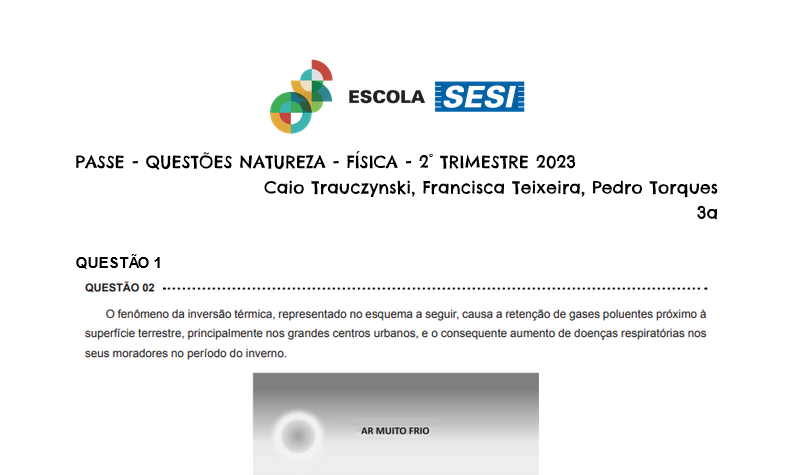 ESCOLA SESI
PASSE - QUESTÕES NATUREZA - FÍSICA - 2° TRIMESTRE 2023
Caio Trauczynski, Francisca Teixeira, Pedro Torques
3a
QUESTÃO 1
QUESTÃO 02
O fenômeno da inversão térmica, representado no esquema a seguir, causa a retenção de gases poluentes próximo à
superfície terrestre, principalmente nos grandes centros urbanos, e o consequente aumento de doenças respiratórias nos
seus moradores no período do inverno.
AR MUITO FRIO